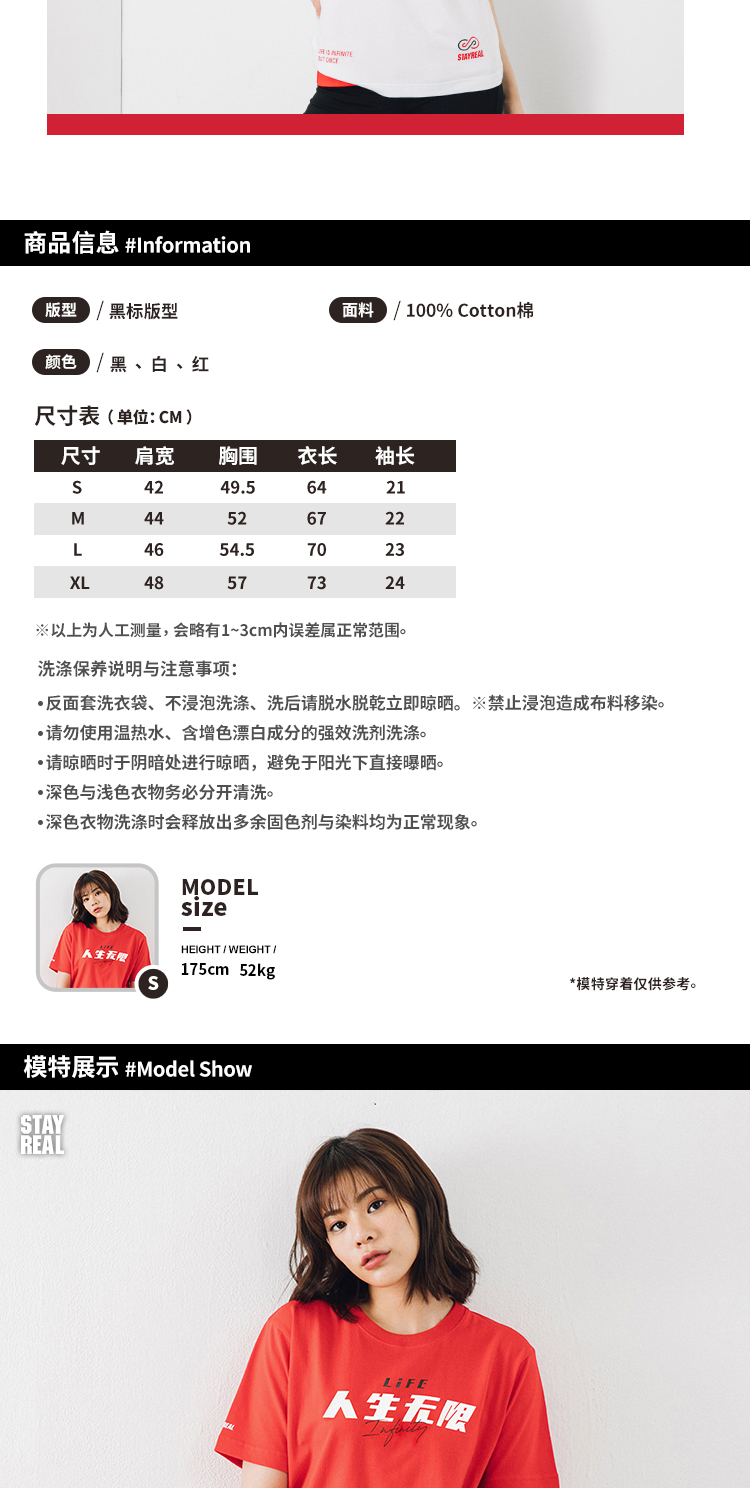 LIFE IS INFINITE
BUT ONCE
STAYREAL
商品信息 #Information
版型 / 黑标版型
面料 / 100% Cotton棉
颜色 / 黑 、白 、红
尺寸表（ 单位: CM ）
尺寸 肩宽 胸围 衣长 袖长
S 42 49.5 64 21
M 44 52 67 22
L 46 54.5 70 23
XL 48 57 73 24
※以上为人工测量，会略有1~3cm内误差属正常范围。
洗涤保养说明与注意事项：
•反面套洗衣袋、不浸泡洗涤、洗后请脱水脱乾立即晾晒。※禁止浸泡造成布料移染。
•请勿使用温热水、含增色漂白成分的强效洗剂洗涤。
•请晾晒时于阴暗处进行晾晒，避免于阳光下直接曝晒。
•深色与浅色衣物务必分开清洗。
•深色衣物洗涤时会释放出多余固色剂与染料均为正常现象。
LiFE
人生无限
S
MODEL
size
HEIGHT / WEIGHT /
175cm 52kg
*模特穿着仅供参考。
模特展示 #Model Show
STAY
REAL
LiFE
人生无限
Infinity